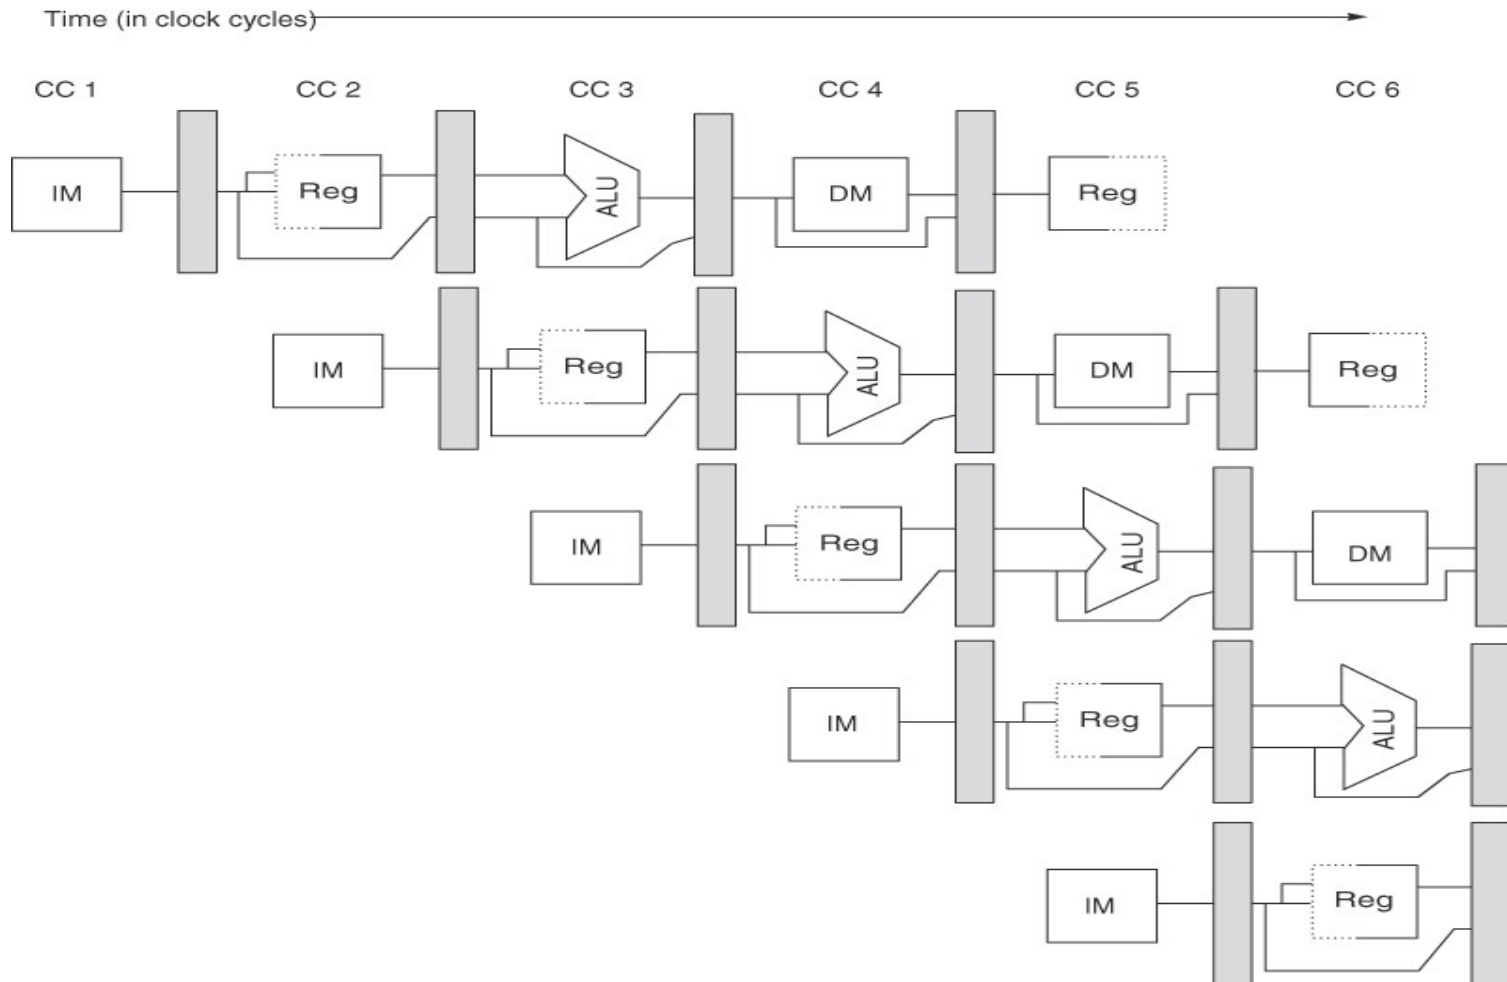 Time (in clock cycles)
CC 1 CC 2 CC 3 CC 4 CC 5 CC 6
IM Reg ALU DM Reg
IM Reg ALU DM Reg
IM Reg ALU DM
IM Reg ALU
IM Reg